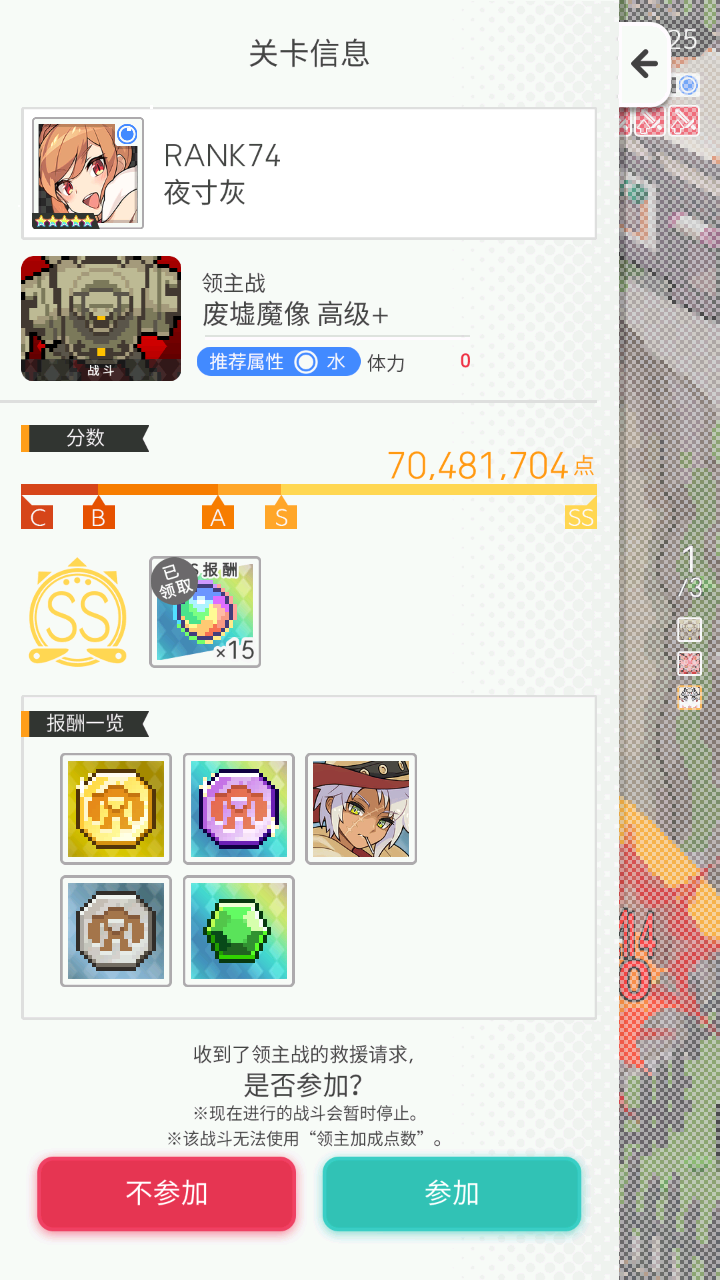 关卡信息
25
RANK74
夜寸灰
领主战
废墟魔像 高级+
战斗
推荐属性 水 体力 0
分数
70,481,704点
C B A S SS
SS
已领取
S报酬
×15
1
/3
报酬一览
收到了领主战的救援请求,
是否参加?
※现在进行的战斗会暂时停止。
※该战斗无法使用“领主加成点数”。
不参加 参加